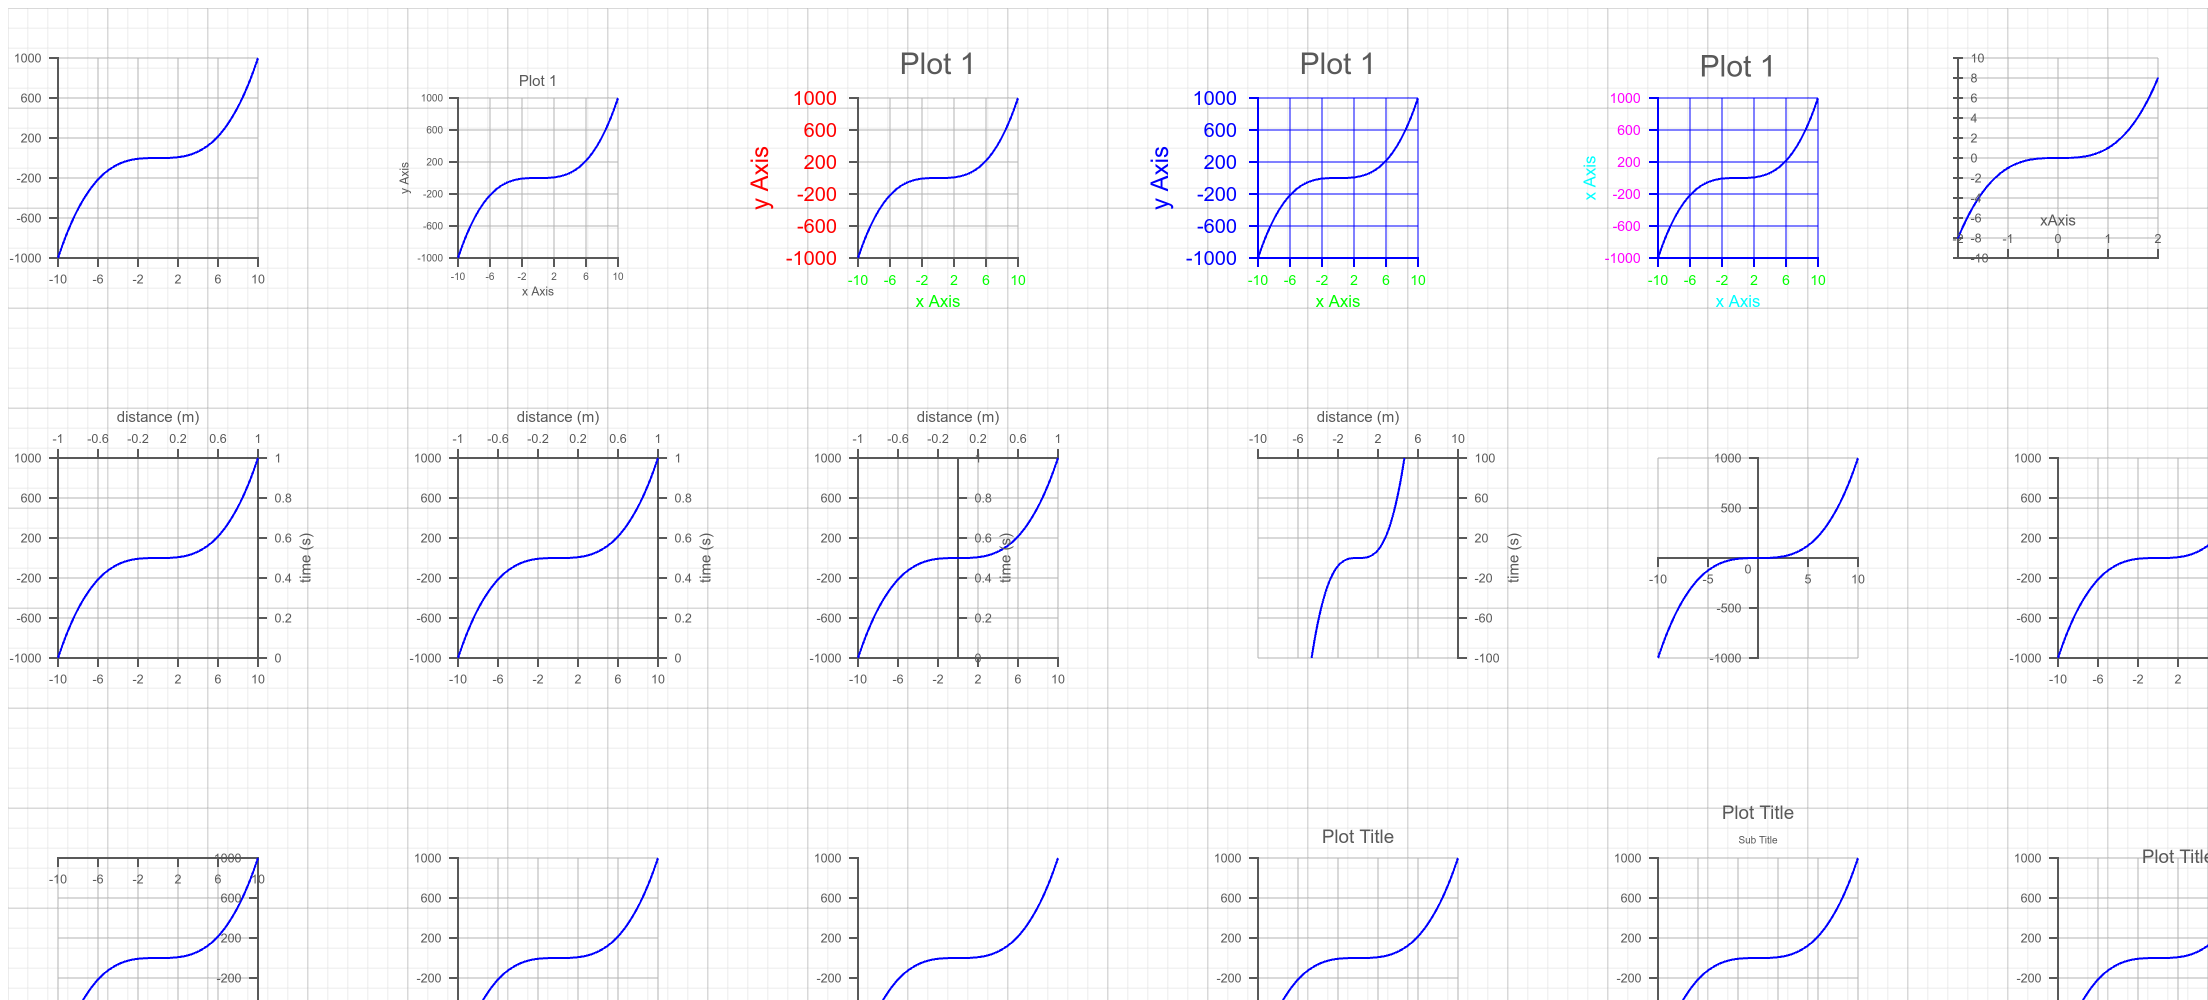 Plot 1 Plot 1 Plot 1
Plot 1
1000 1000 1000 1000 1000 10
600 600 600 600 600 8
200 200 200 200 200 6
-200 -200 -200 -200 -200 4
-600 -600 -600 -600 -600 2
-1000 -1000 -1000 -1000 -1000 0
-2
-4
-6
-8
-10
y Axis y Axis y Axis x Axis xAxis
-10 -6 -2 2 6 10 -10 -6 -2 2 6 10 -10 -6 -2 2 6 10 -10 -6 -2 2 6 10 -10 -6 -2 2 6 10 -1 0 1 2
x Axis x Axis x Axis x Axis
distance (m) distance (m) distance (m) distance (m)
-1 -0.6 -0.2 0.2 0.6 1 -1 -0.6 -0.2 0.2 0.6 1 -1 -0.6 -0.2 0.2 0.6 1 -10 -6 -2 2 6 10
1000 1 1000 1 1000 100 1000 1000
600 0.8 600 0.8 600 0.8 60 500 600
200 0.6 200 0.6 200 0.6 20 200
time (s) time (s) time (s) time (s)
-10 -5 0 5 10
-200 0.4 -200 0.4 -200 0.4 -20 -200
-600 0.2 -600 0.2 -600 0.2 -60 -500 -600
-1000 0 -1000 0 -1000 0 -100 -1000 -1000
-10 -6 -2 2 6 10 -10 -6 -2 2 6 10 -10 -6 -2 2 6 10 -10 -6 -2 2
Plot Title
Plot Title Sub Title
1000 1000 1000 1000 1000 1000 Plot Title
-10 -6 -2 2 6 10
600 600 600 600 600 600
200 200 200 200 200 200
-200 -200 -200 -200 -200 -200